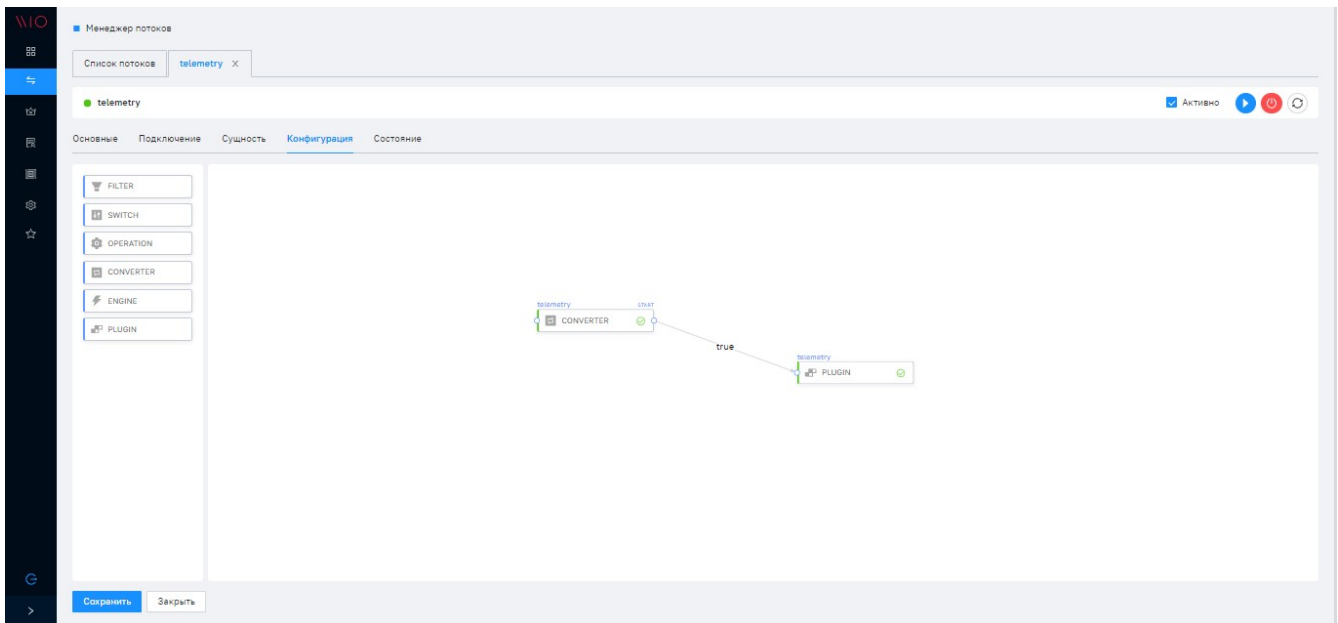 WIO
Менеджер потоков
Список потоков telemetry X
telemetry Активно
Основные Подключение Сущность Конфигурация Состояние
FILTER
SWITCH
OPERATION
CONVERTER
ENGINE
PLUGIN
telemetry START
CONVERTER
true
telemetry
PLUGIN
Сохранить Закрыть